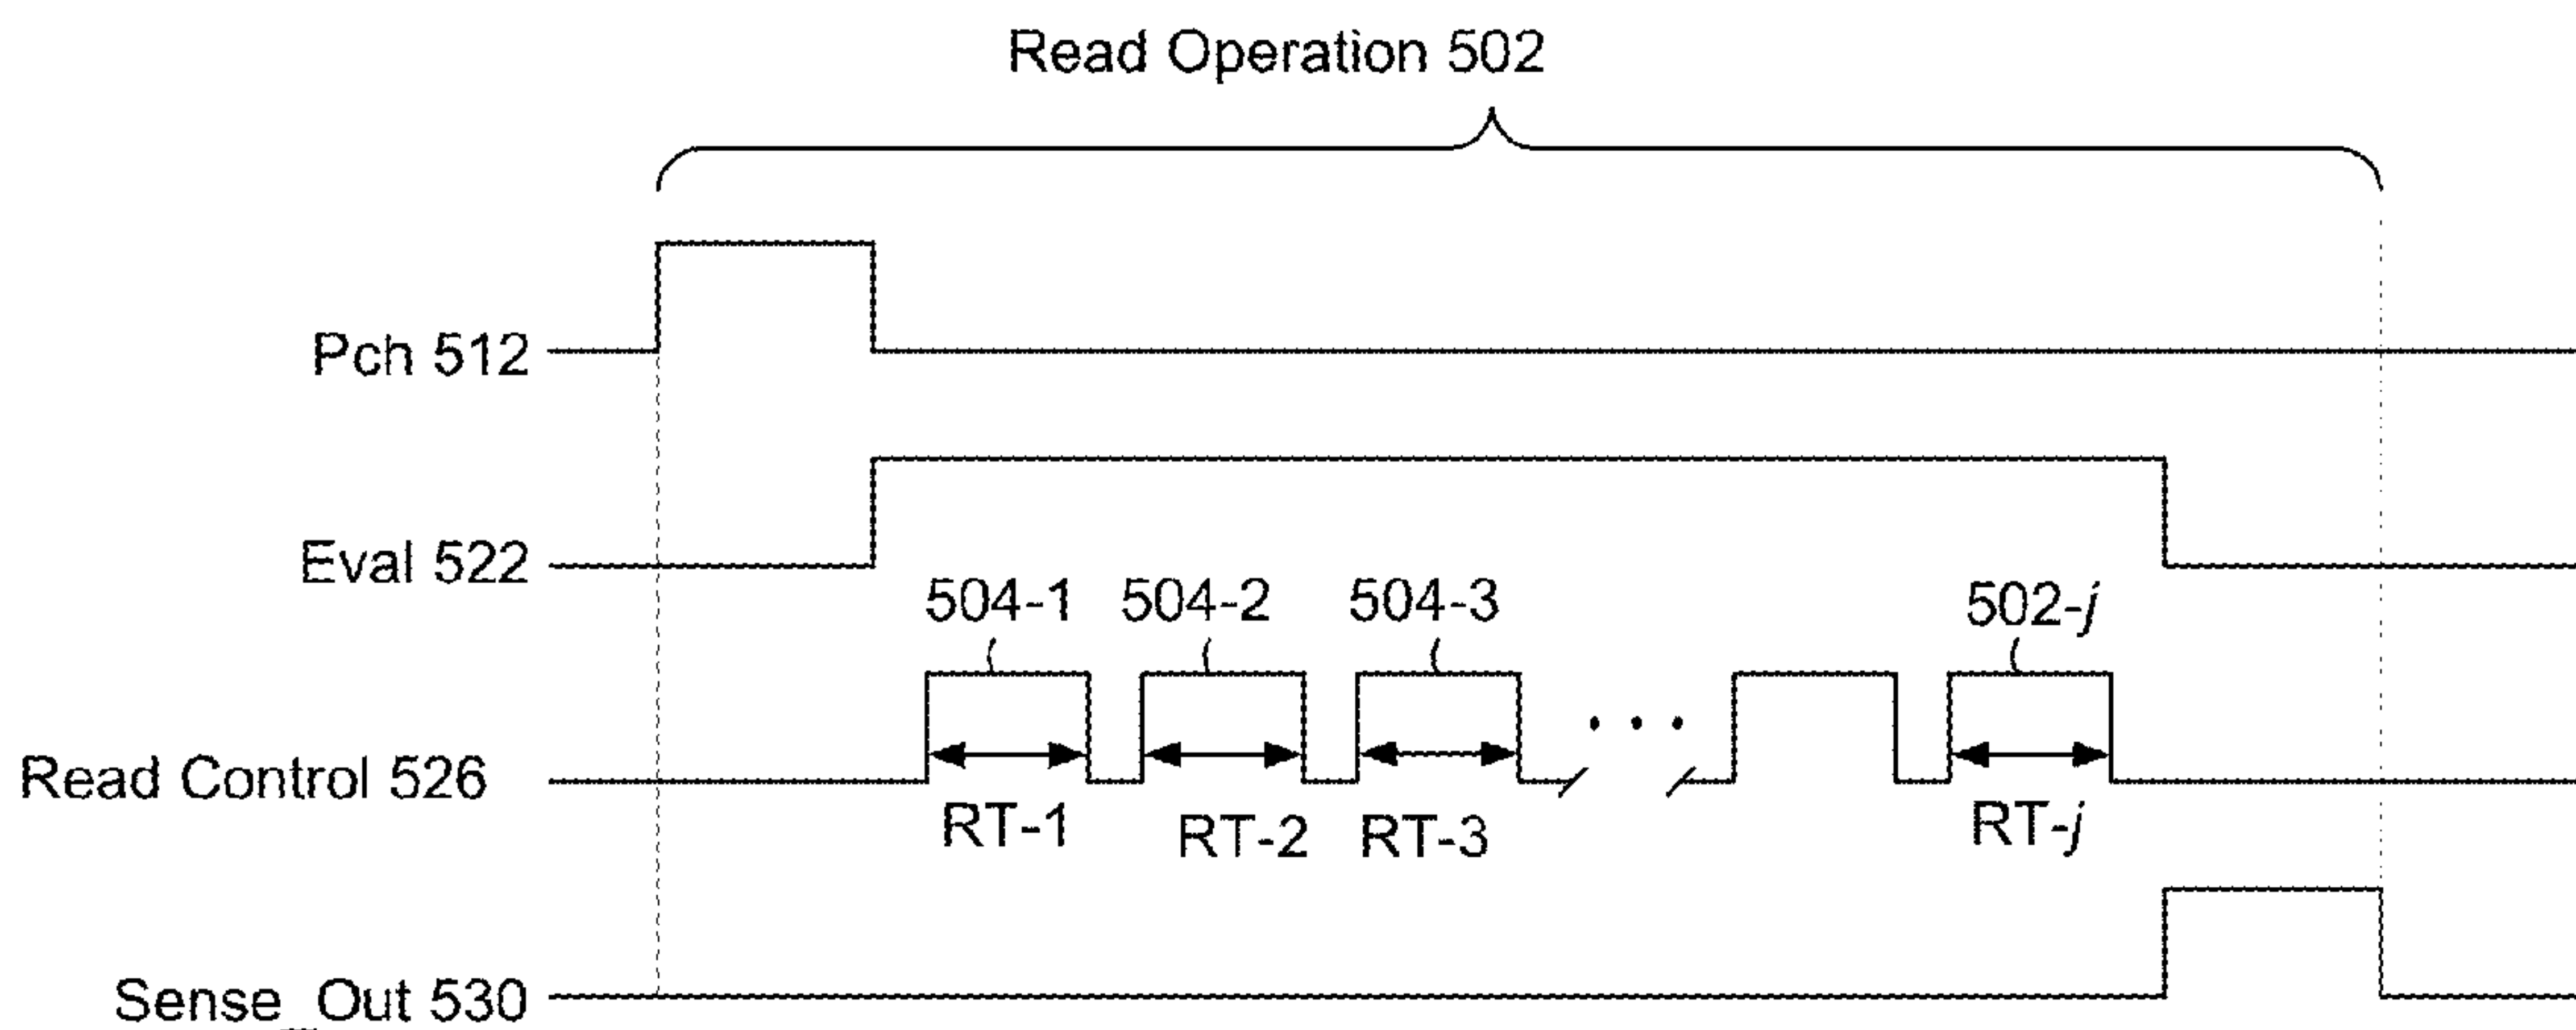 Read Operation 502
Pch 512
Eval 522
504-1 504-2 504-3 502-j
Read Control 526
• • •
RT-1 RT-2 RT-3 RT-j
Sense_Out 530